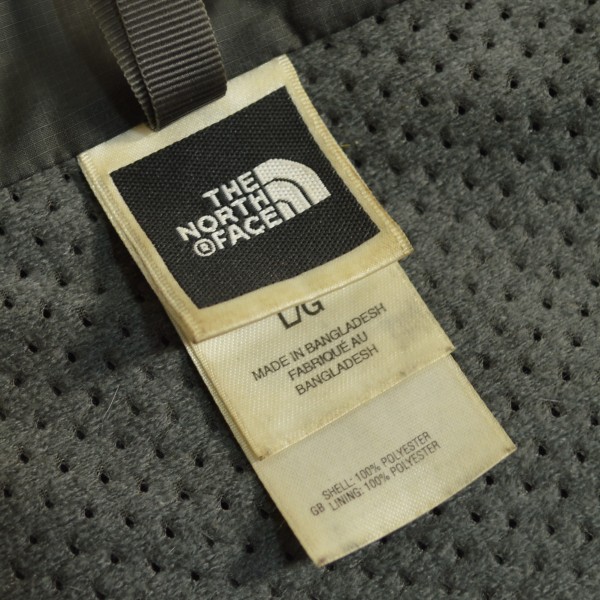 THE
NORTH
®FACE
L/G
MADE IN BANGLADESH
FABRIQUÉ AU
BANGLADESH
SHELL: 100% POLYESTER
GB LINING: 100% POLYESTER